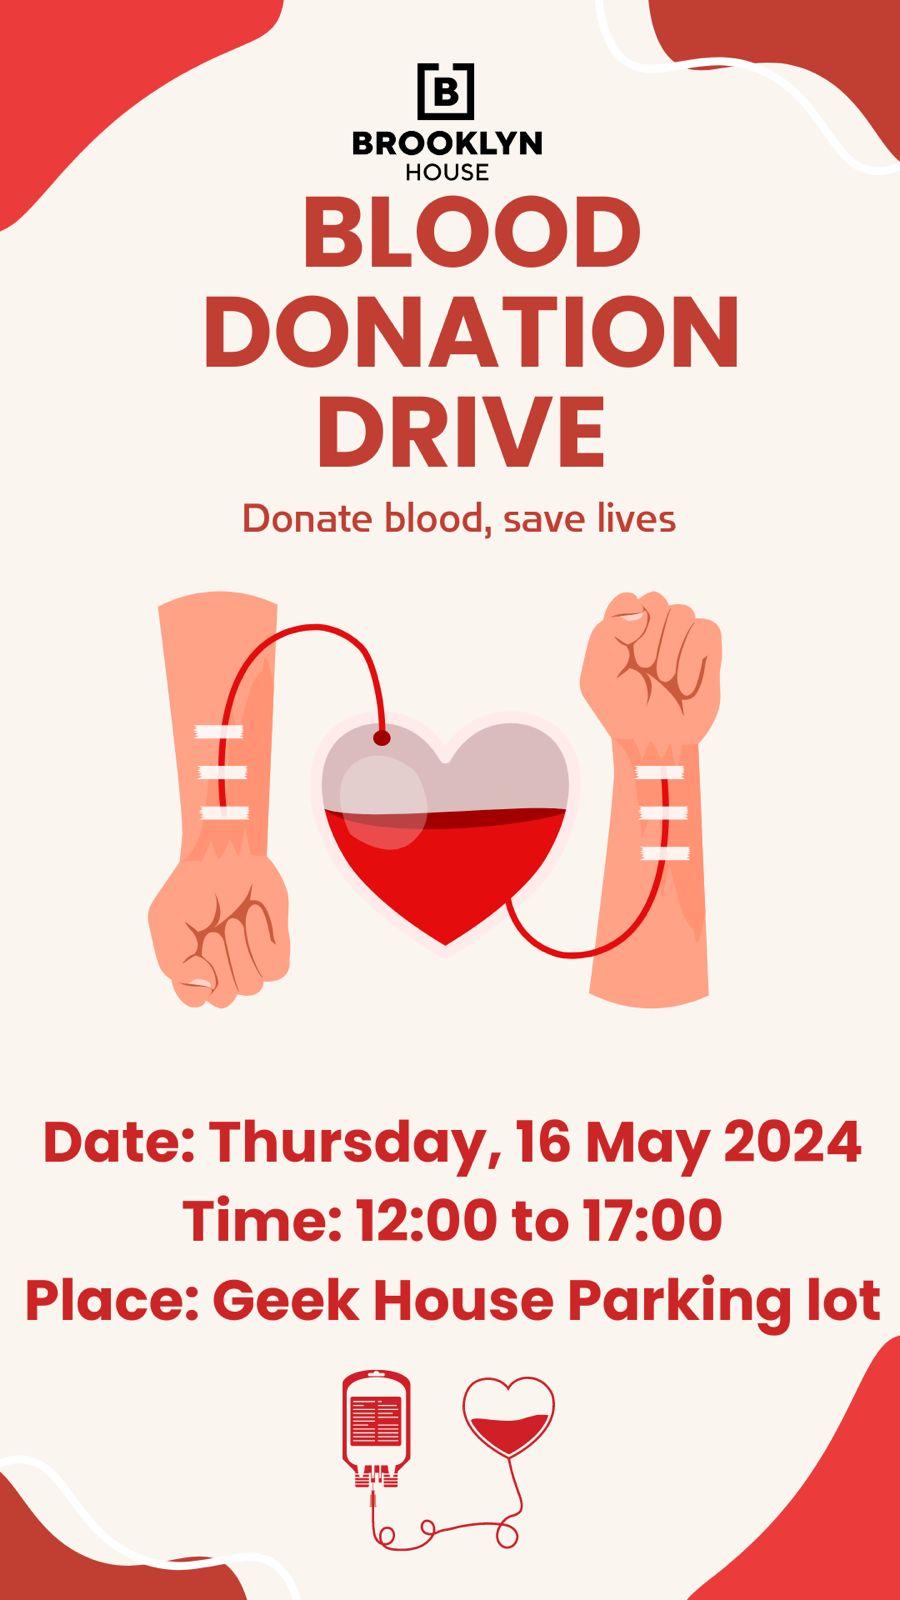 B
BROOKLYN
HOUSE
BLOOD
DONATION
DRIVE
Donate blood, save lives
Date: Thursday, 16 May 2024
Time: 12:00 to 17:00
Place: Geek House Parking lot